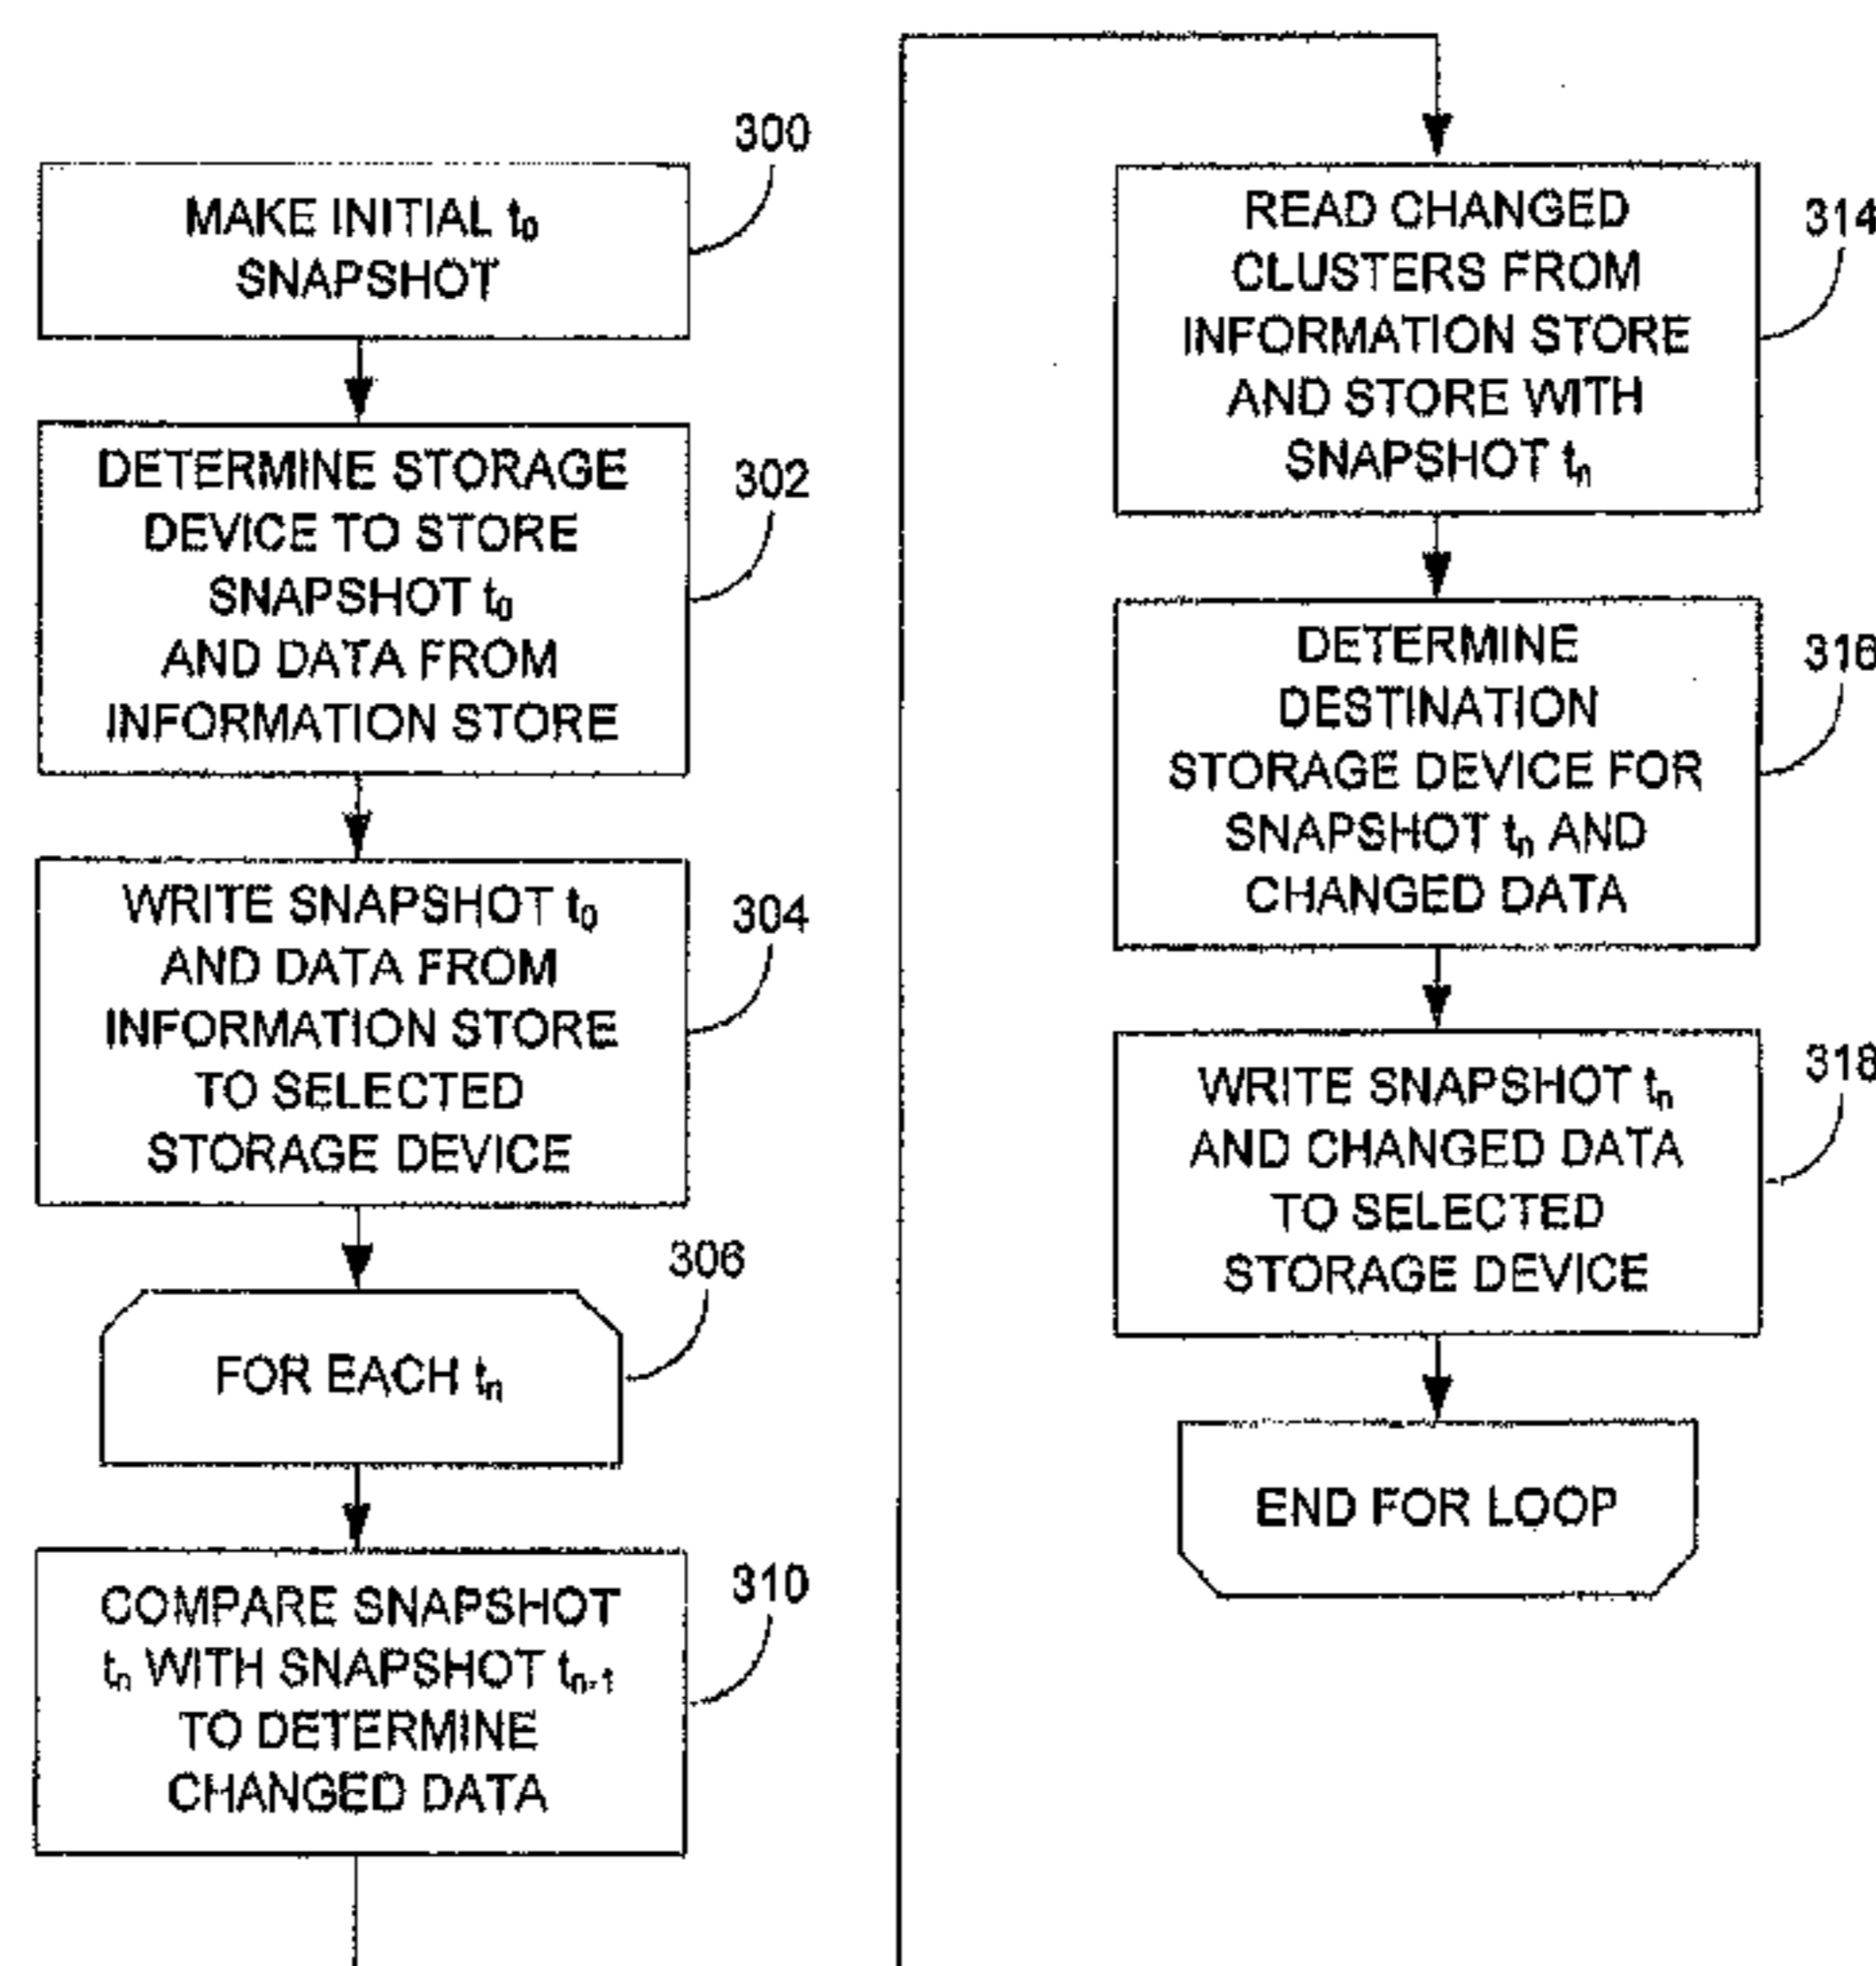 300
MAKE INITIAL t₀
SNAPSHOT
302
DETERMINE STORAGE
DEVICE TO STORE
SNAPSHOT t₀
AND DATA FROM
INFORMATION STORE
304
WRITE SNAPSHOT t₀
AND DATA FROM
INFORMATION STORE
TO SELECTED
STORAGE DEVICE
306
FOR EACH tₙ
310
COMPARE SNAPSHOT
tₙ WITH SNAPSHOT tₙ₋₁
TO DETERMINE
CHANGED DATA
314
READ CHANGED
CLUSTERS FROM
INFORMATION STORE
AND STORE WITH
SNAPSHOT tₙ
316
DETERMINE
DESTINATION
STORAGE DEVICE FOR
SNAPSHOT tₙ AND
CHANGED DATA
318
WRITE SNAPSHOT tₙ
AND CHANGED DATA
TO SELECTED
STORAGE DEVICE
END FOR LOOP